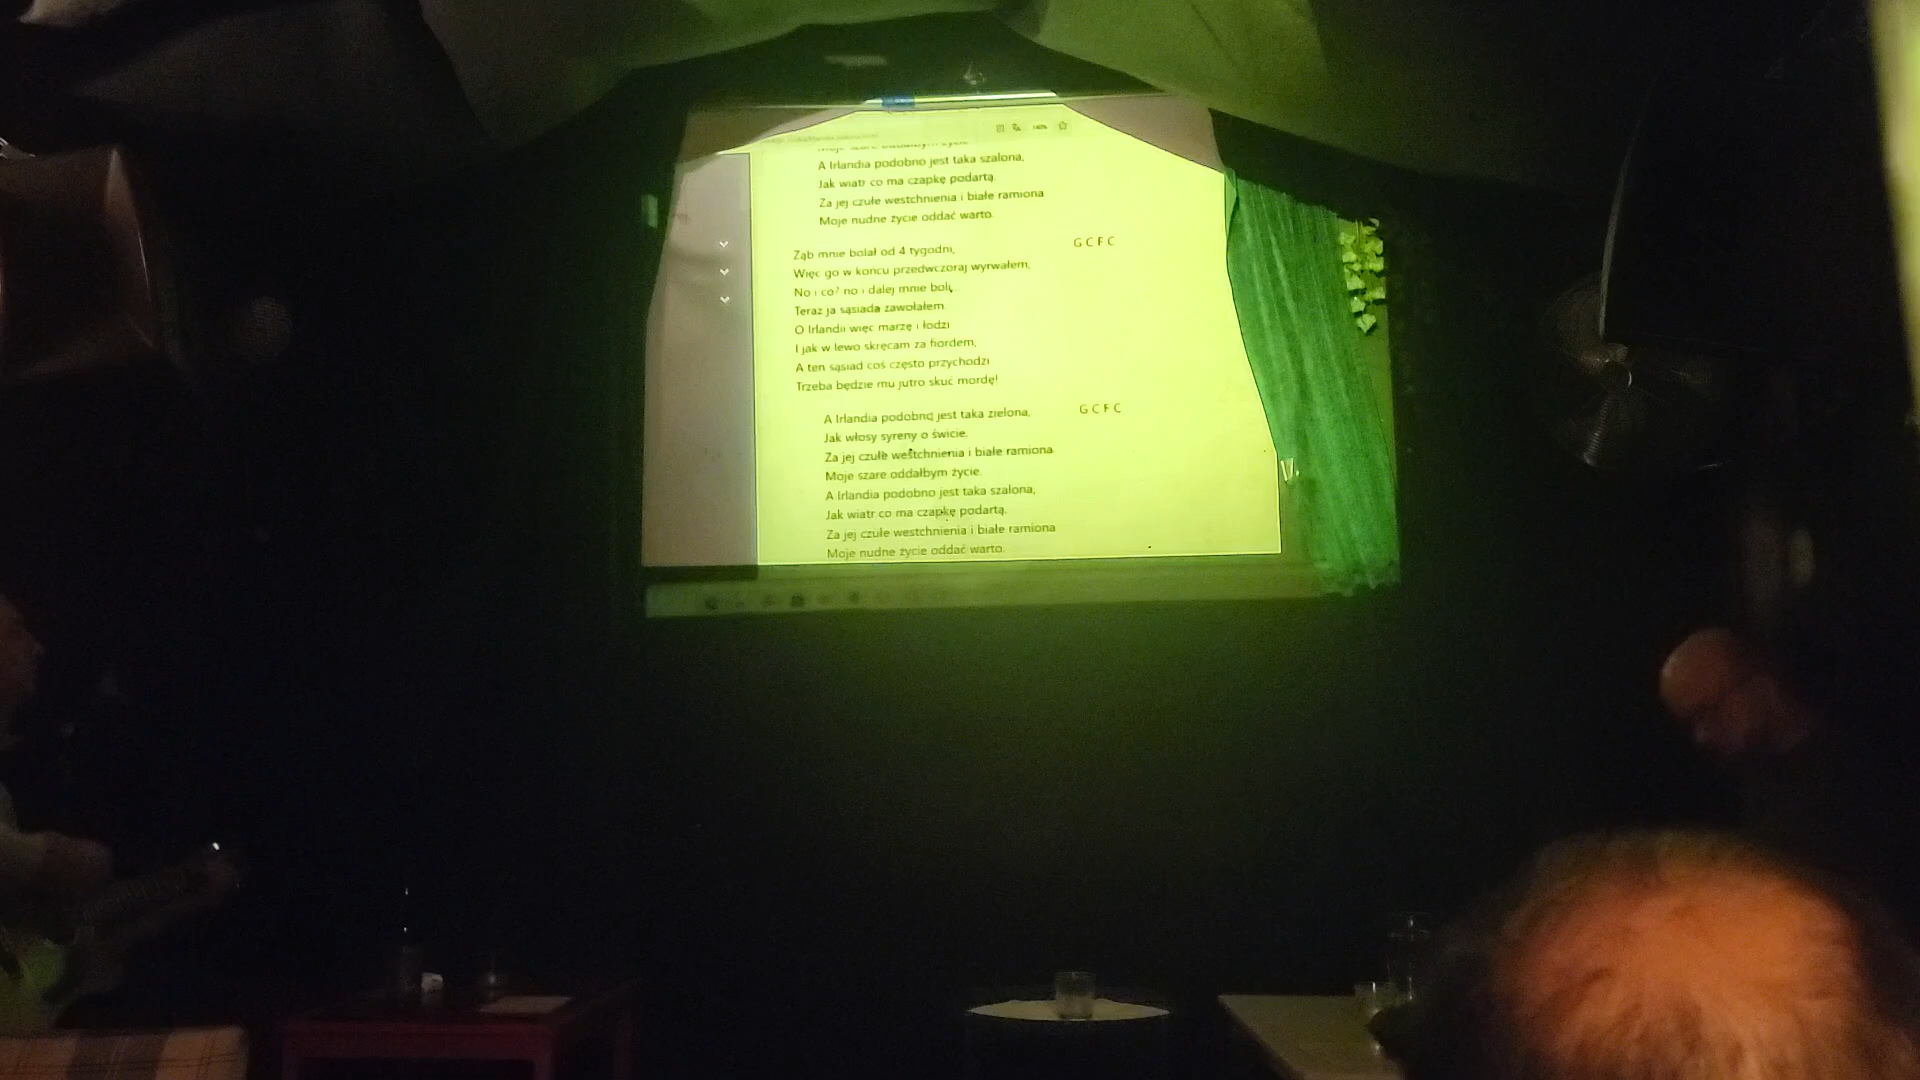 140%
A Irlandia podobno jest taka szalona,
Jak wiatr co ma czapkę podartą.
Za jej czułe westchnienia i białe ramiona
Moje nudne życie oddać warto.
Ząb mnie bolał od 4 tygodni, G C F C
Więc go w końcu przedwczoraj wyrwałem,
No i co? no i dalej mnie boli,
Teraz ja sąsiada zawołałem
O Irlandii więc marzę i łodzi
I jak w lewo skręcam za fiordem,
A ten sąsiad coś często przychodzi
Trzeba będzie mu jutro skuć mordę!
A Irlandia podobno jest taka zielona, G C F C
Jak włosy syreny o świcie.
Za jej czułe westchnienia i białe ramiona
Moje szare oddałbym życie.
A Irlandia podobno jest taka szalona,
Jak wiatr co ma czapkę podartą.
Za jej czułe westchnienia i białe ramiona
Moje nudne życie oddać warto.